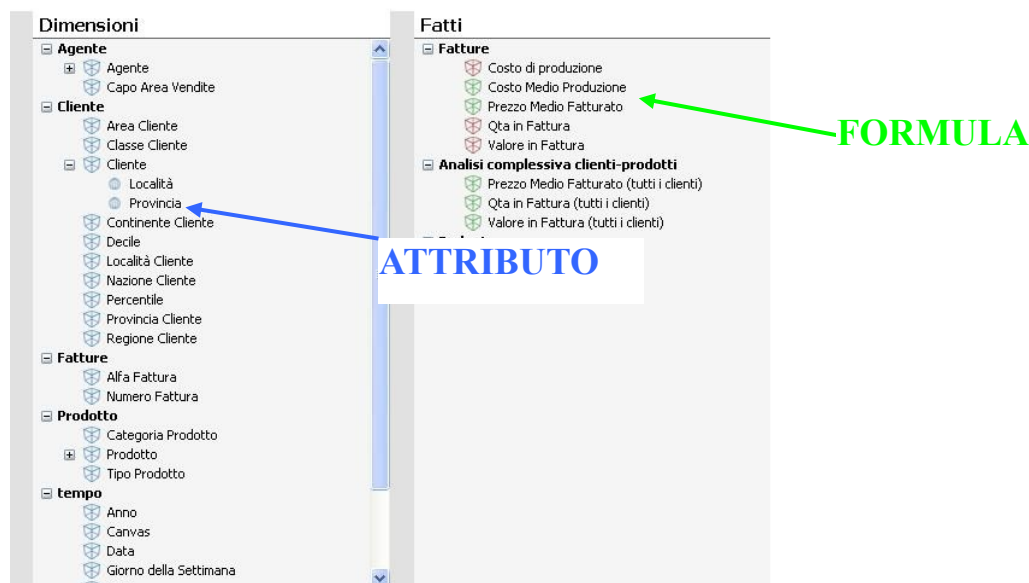 Dimensioni
Agente
Agente
Capo Area Vendite
Cliente
Area Cliente
Classe Cliente
Cliente
Località
Provincia
Continente Cliente
Decile
Località Cliente
Nazione Cliente
Percentile
Provincia Cliente
Regione Cliente
Fatture
Alfa Fattura
Numero Fattura
Prodotto
Categoria Prodotto
Prodotto
Tipo Prodotto
tempo
Anno
Canvas
Data
Giorno della Settimana
Fatti
Fatture
Costo di produzione
Costo Medio Produzione
Prezzo Medio Fatturato
Qta in Fattura
Valore in Fattura
Analisi complessiva clienti-prodotti
Prezzo Medio Fatturato (tutti i clienti)
Qta in Fattura (tutti i clienti)
Valore in Fattura (tutti i clienti)
ATTRIBUTO
FORMULA